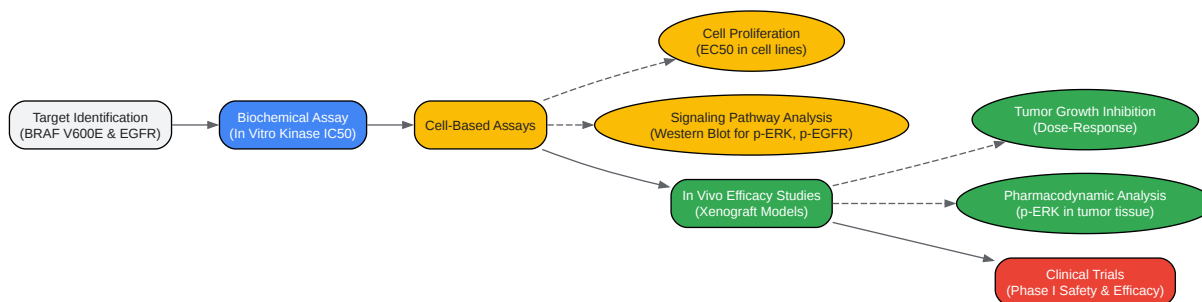 Target Identification
(BRAF V600E & EGFR)
Biochemical Assay
(In Vitro Kinase IC50)
Cell-Based Assays
Cell Proliferation
(EC50 in cell lines)
Signaling Pathway Analysis
(Western Blot for p-ERK, p-EGFR)
In Vivo Efficacy Studies
(Xenograft Models)
Tumor Growth Inhibition
(Dose-Response)
Pharmacodynamic Analysis
(p-ERK in tumor tissue)
Clinical Trials
(Phase I Safety & Efficacy)